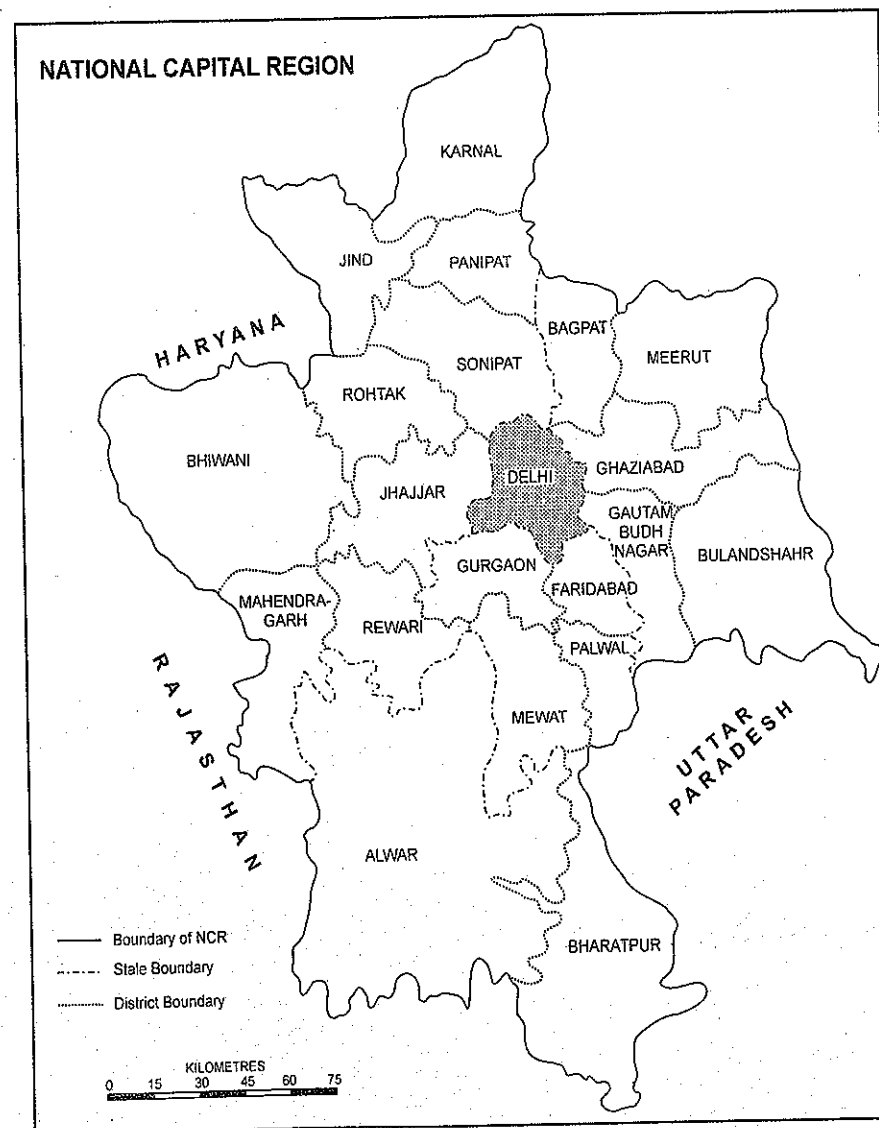 NATIONAL CAPITAL REGION
KARNAL
JIND
PANIPAT
HARYANA
BAGPAT
SONIPAT
MEERUT
ROHTAK
BHIWANI
DELHI
GHAZIABAD
JHAJJAR
GAUTAM
BUDH
NAGAR
BULANDSHAHR
GURGAON
FARIDABAD
MAHENDRA-
GARH
REWARI
PALWAL
RAJASTHAN
MEWAT
UTTAR
PARADESH
ALWAR
BHARATPUR
Boundary of NCR
State Boundary
District Boundary
KILOMETRES
0 15 30 45 60 75